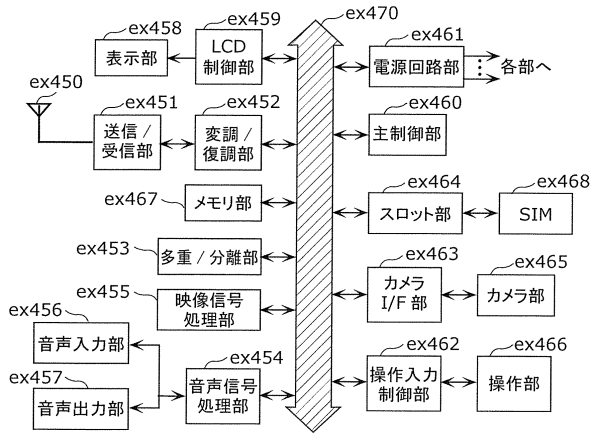 ex458
表示部
ex459
LCD
制御部
ex470
ex461
電源回路部
各部へ
ex450
ex451
送信/
受信部
ex452
変調/
復調部
ex460
主制御部
ex467
メモリ部
ex464
スロット部
ex468
SIM
ex453
多重/分離部
ex463
カメラ
I/F部
ex465
カメラ部
ex455
映像信号
処理部
ex456
音声入力部
ex457
音声出力部
ex454
音声信号
処理部
ex462
操作入力
制御部
ex466
操作部